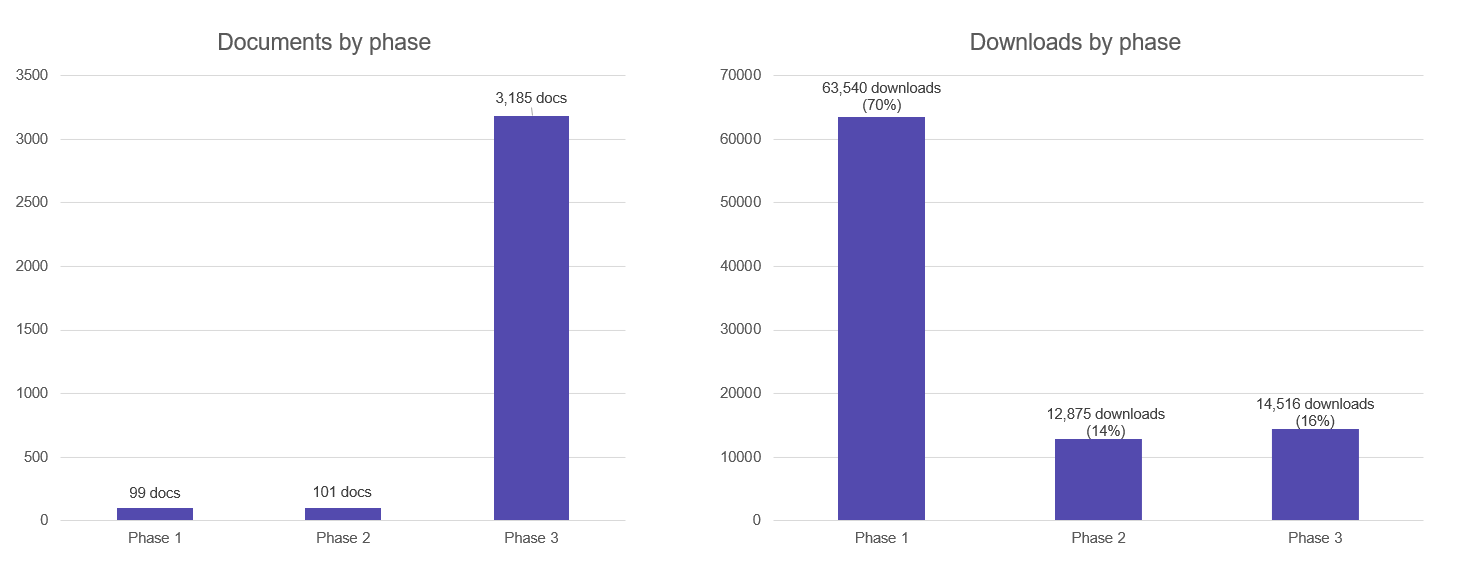 Documents by phase
3500
3000
2500
2000
1500
1000
500
0
3,185 docs
99 docs
101 docs
Phase 1
Phase 2
Phase 3
Downloads by phase
70000
60000
50000
40000
30000
20000
10000
0
63,540 downloads
(70%)
12,875 downloads
(14%)
14,516 downloads
(16%)
Phase 1
Phase 2
Phase 3